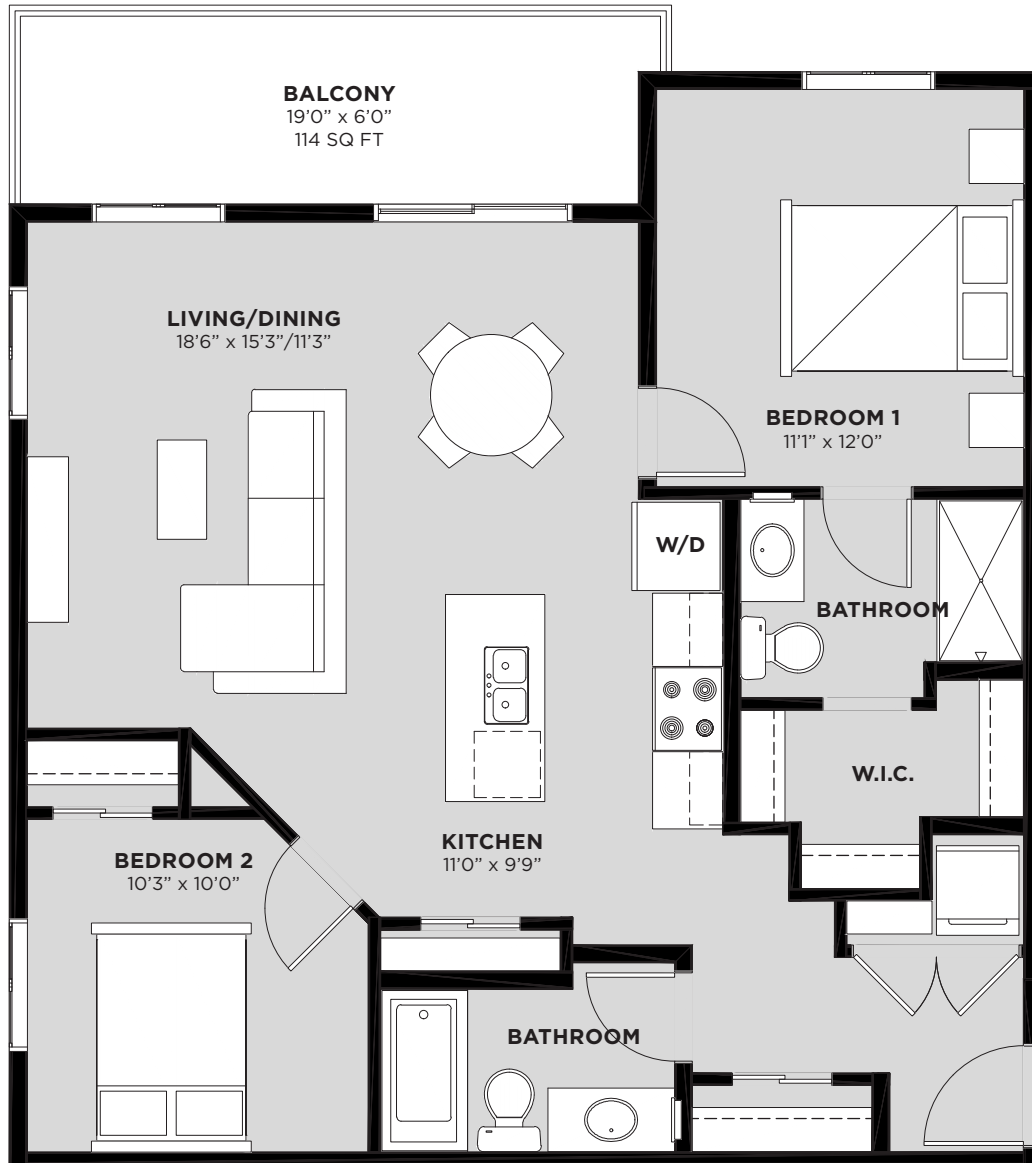 BALCONY
19’0” x 6’0”
114 SQ FT
LIVING/DINING
18’6” x 15’3”/11’3”
BEDROOM 1
11’1” x 12’0”
W/D
BATHROOM
W.I.C.
KITCHEN
11’0” x 9’9”
BEDROOM 2
10’3” x 10’0”
BATHROOM